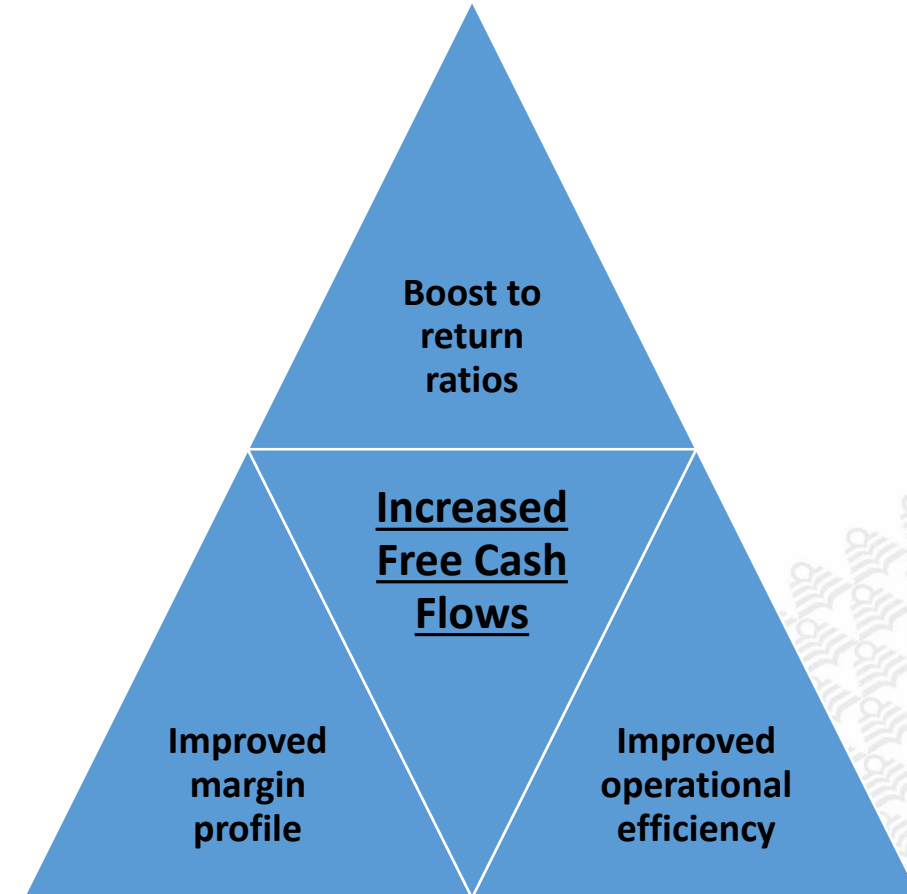 Boost to
return
ratios
Increased
Free Cash
Flows
Improved
margin
profile
Improved
operational
efficiency